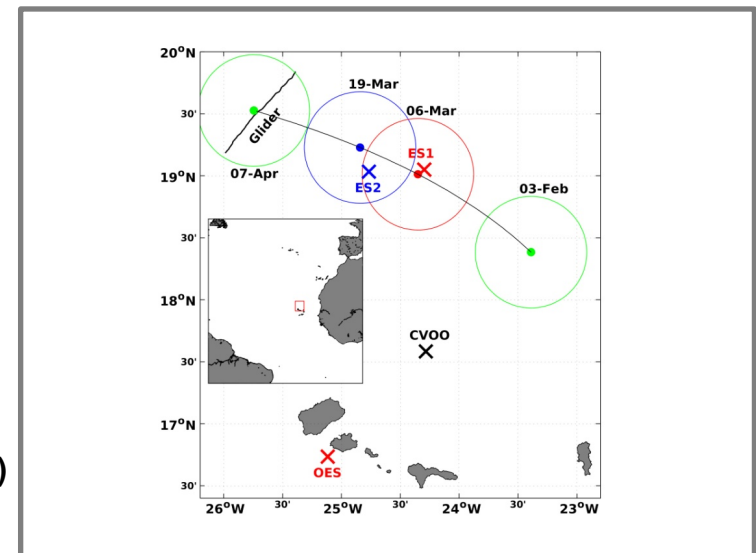 20°N
19-Mar
06-Mar
30'
Glider
ES1
07-Apr
19°N
ES2
03-Feb
30'
18°N
CVOO
30'
17°N
)
OES
30'
26°W 30' 25°W 30' 24°W 30' 23°W